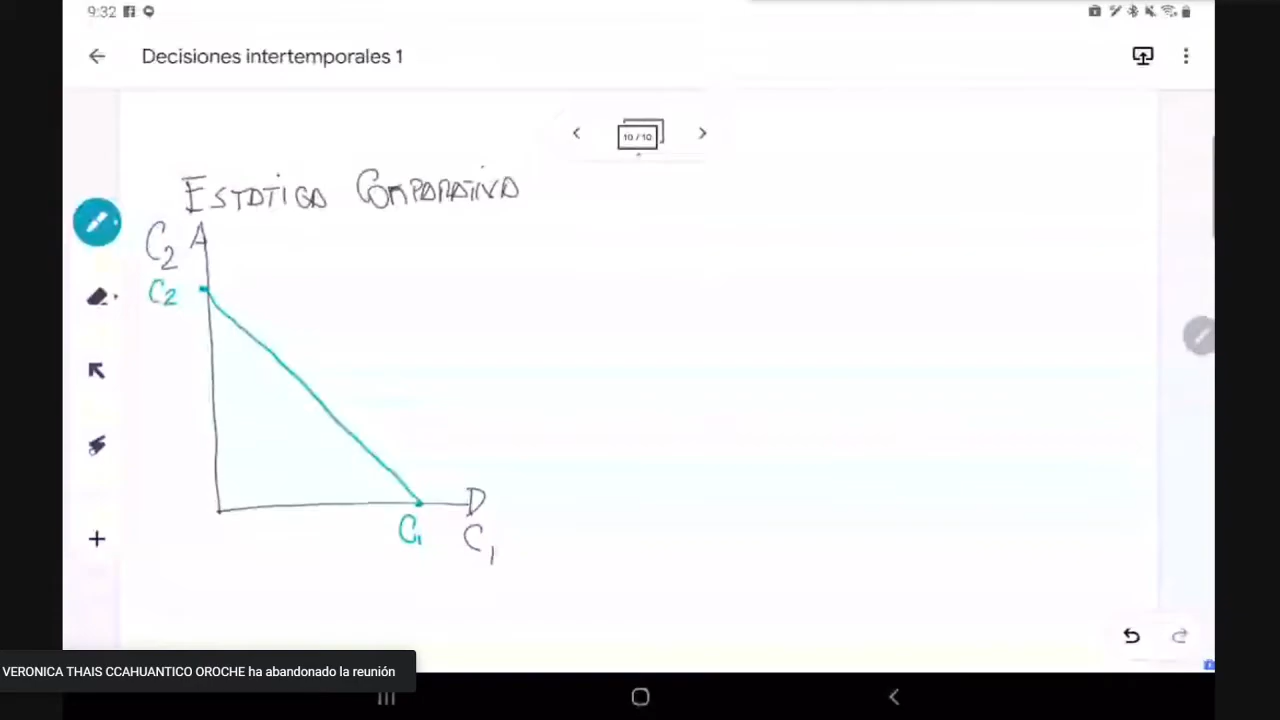 9:32
Decisiones intertemporales 1
10/10
ESTATICA COMPARATIVA
C2
C2
C1
C1
VERONICA THAIS CCAHUANTICO OROCHE ha abandonado la reunión